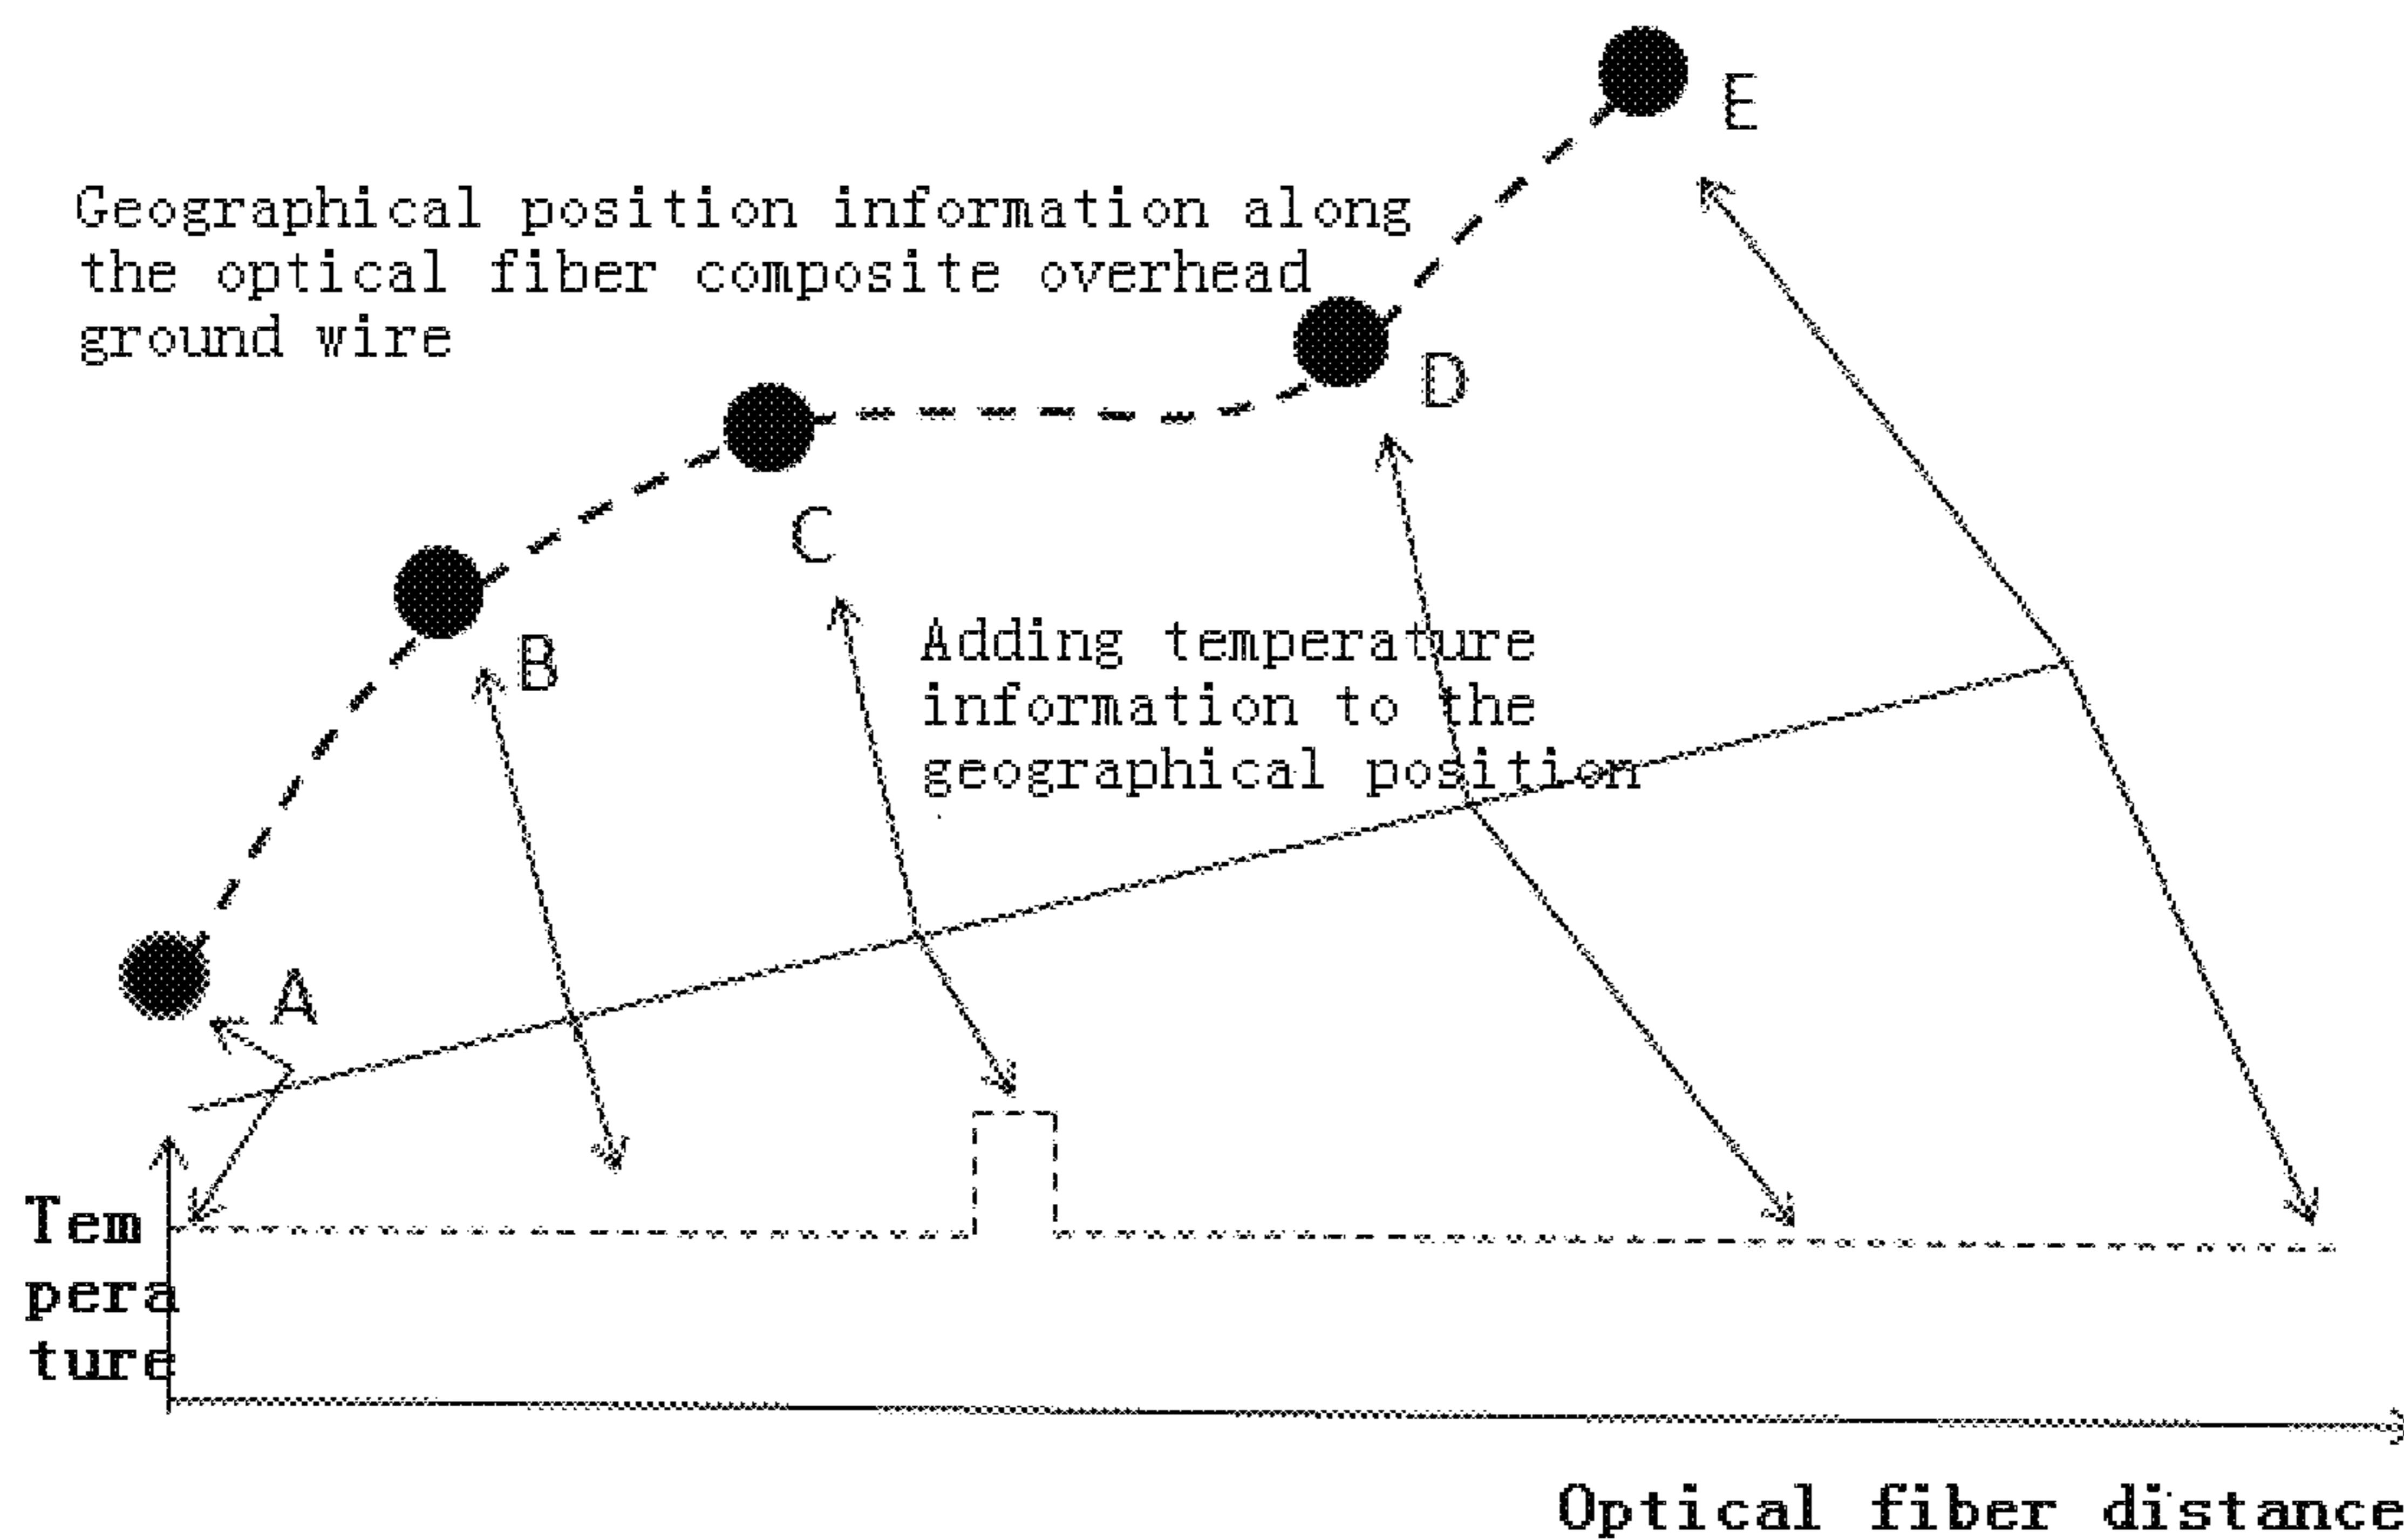 E
Geographical position information along
the optical fiber composite overhead
ground wire
D
C
B
Adding temperature
information to the
geographical position
A
Tem
pera
ture
Optical fiber distance